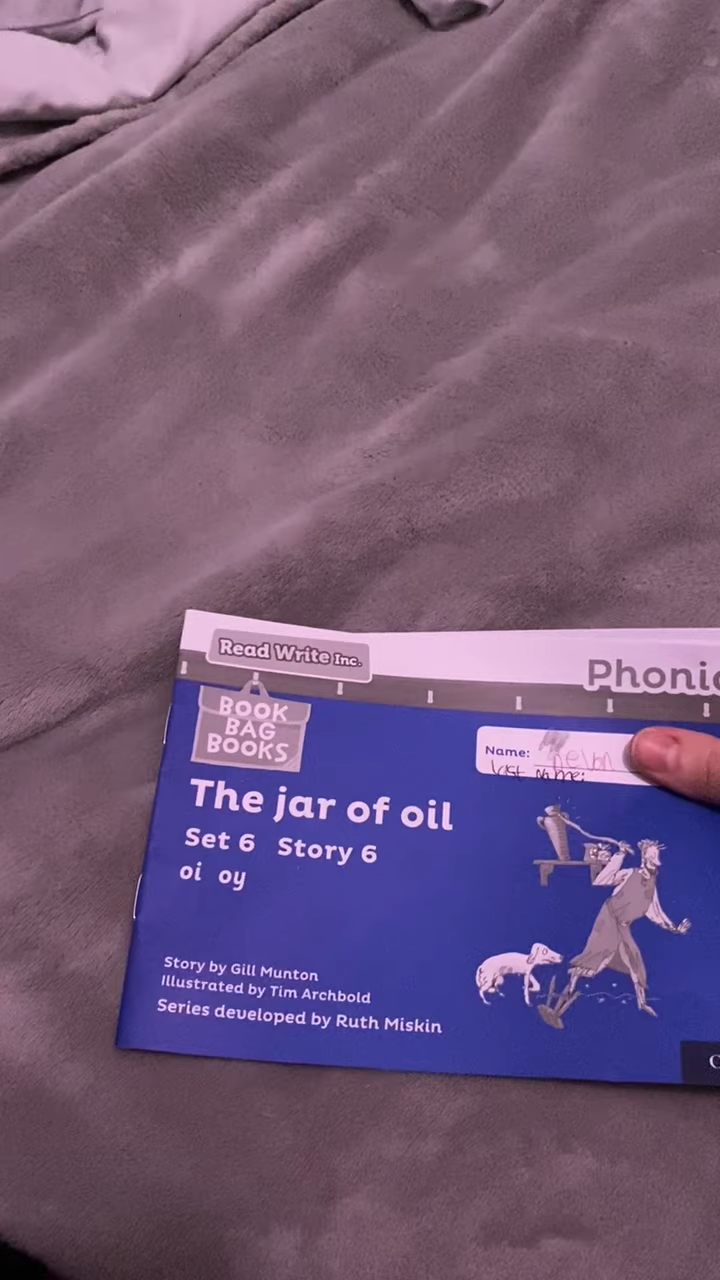 Read Write Inc.
Phonic
BOOK
BAG
BOOKS
Name: Devon
last name:
The jar of oil
Set 6 Story 6
oi oy
Story by Gill Munton
Illustrated by Tim Archbold
Series developed by Ruth Miskin